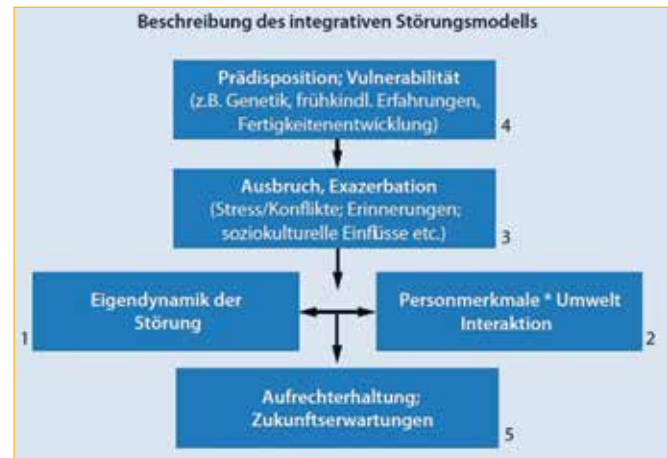 Beschreibung des integrativen Störungsmodells
Prädisposition; Vulnerabilität
(z.B. Genetik, frühkindl. Erfahrungen,
Fertigkeitenentwicklung)
4
Ausbruch, Exazerbation
(Stress/Konflikte; Erinnerungen;
soziokulturelle Einflüsse etc.)
3
Eigendynamik der
Störung
1
Personmerkmale * Umwelt
Interaktion
2
Aufrechterhaltung;
Zukunftserwartungen
5